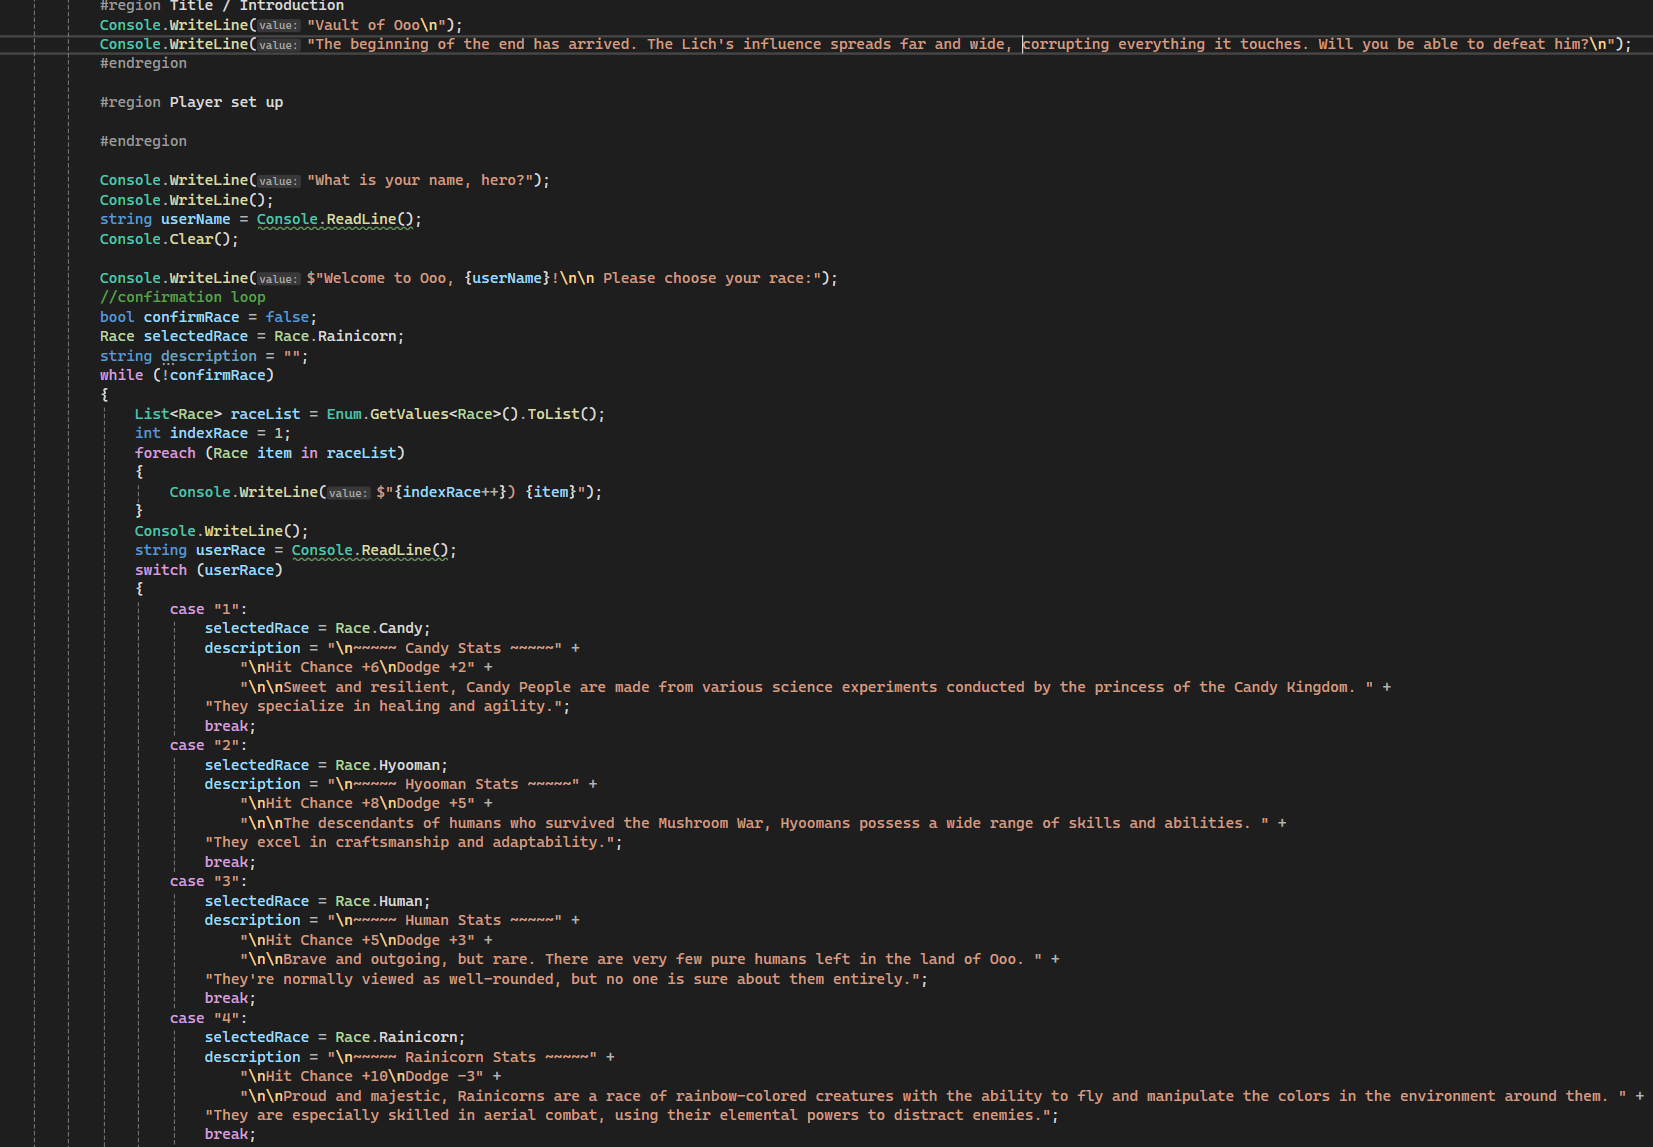 #region Title / Introduction
Console.WriteLine(value: "Vault of Ooo\n");
Console.WriteLine(value: "The beginning of the end has arrived. The Lich's influence spreads far and wide, corrupting everything it touches. Will you be able to defeat him?\n");
#endregion
#region Player set up
#endregion
Console.WriteLine(value: "What is your name, hero?");
Console.WriteLine();
string userName = Console.ReadLine();
Console.Clear();
Console.WriteLine(value: $"Welcome to Ooo, {userName}!\n\n Please choose your race:");
//confirmation loop
bool confirmRace = false;
Race selectedRace = Race.Rainicorn;
string description = "";
while (!confirmRace)
{
List<Race> raceList = Enum.GetValues<Race>().ToList();
int indexRace = 1;
foreach (Race item in raceList)
{
Console.WriteLine(value: $"{indexRace++}) {item}");
}
Console.WriteLine();
string userRace = Console.ReadLine();
switch (userRace)
{
case "1":
selectedRace = Race.Candy;
description = "\n~~~~~ Candy Stats ~~~~~" +
"\nHit Chance +6\nDodge +2" +
"\n\nSweet and resilient, Candy People are made from various science experiments conducted by the princess of the Candy Kingdom. " +
"They specialize in healing and agility.";
break;
case "2":
selectedRace = Race.Hyooman;
description = "\n~~~~~ Hyooman Stats ~~~~~" +
"\nHit Chance +8\nDodge +5" +
"\n\nThe descendants of humans who survived the Mushroom War, Hyoomans possess a wide range of skills and abilities. " +
"They excel in craftsmanship and adaptability.";
break;
case "3":
selectedRace = Race.Human;
description = "\n~~~~~ Human Stats ~~~~~" +
"\nHit Chance +5\nDodge +3" +
"\n\nBrave and outgoing, but rare. There are very few pure humans left in the land of Ooo. " +
"They're normally viewed as well-rounded, but no one is sure about them entirely.";
break;
case "4":
selectedRace = Race.Rainicorn;
description = "\n~~~~~ Rainicorn Stats ~~~~~" +
"\nHit Chance +10\nDodge -3" +
"\n\nProud and majestic, Rainicorns are a race of rainbow-colored creatures with the ability to fly and manipulate the colors in the environment around them. " +
"They are especially skilled in aerial combat, using their elemental powers to distract enemies.";
break;